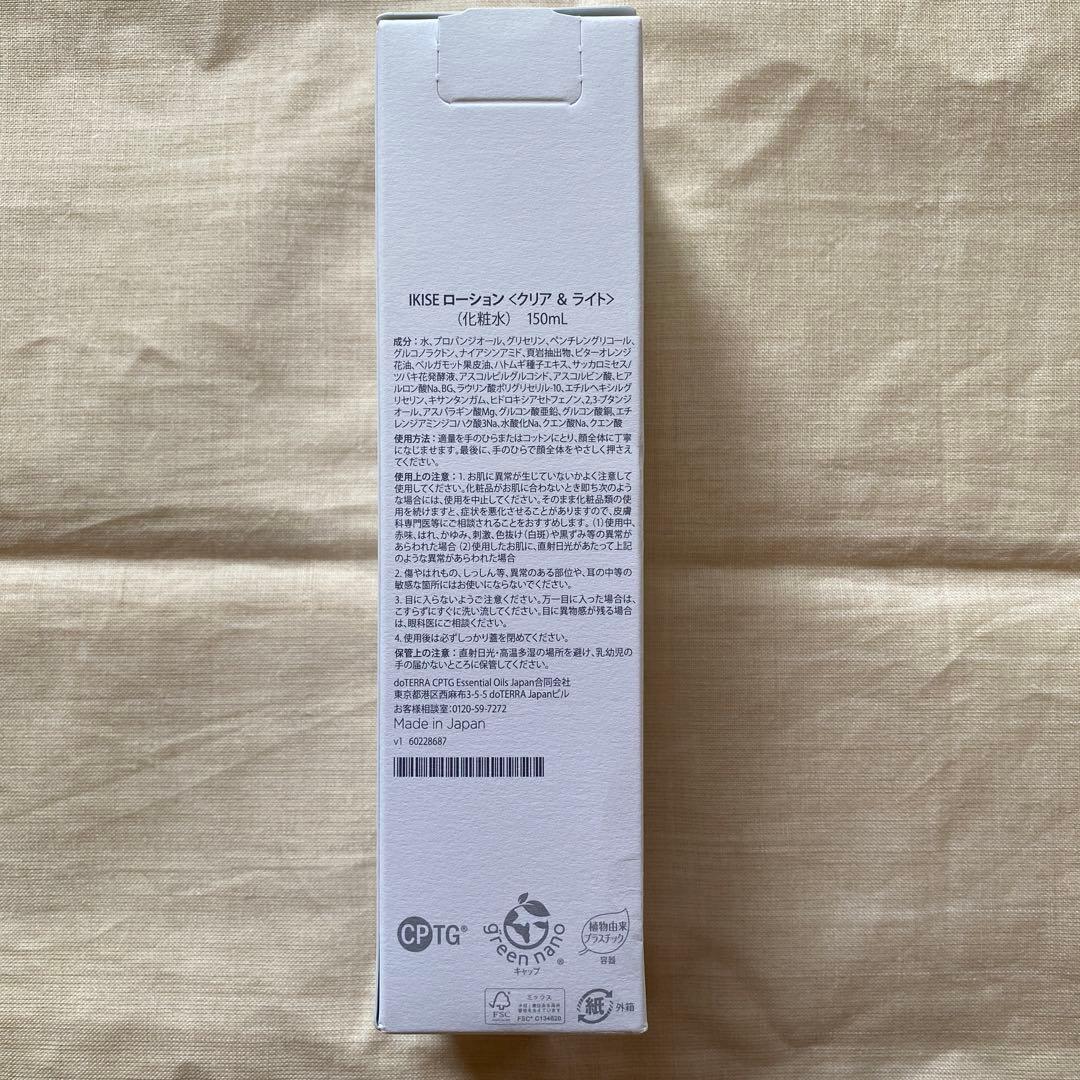 IKISE ローション〈クリア & ライト〉
（化粧水） 150mL
成分：水、プロパンジオール、グリセリン、ペンチレングリコール、
グルコノラクトン、ナイアシンアミド、頁岩抽出物、ビターオレンジ
花油、ベルガモット果皮油、ハトムギ種子エキス、サッカロミセス/
ツバキ花発酵液、アスコルビルグルコシド、アスコルビン酸、ヒア
ルロン酸Na、BG、ラウリン酸ポリグリセリル-10、エチルヘキシルグ
リセリン、キサンタンガム、ヒドロキシアセトフェノン、2,3-ブタンジ
オール、アスパラギン酸Mg、グルコン酸亜鉛、グルコン酸銅、エチ
レンジアミンジコハク酸3Na、水酸化Na、クエン酸Na、クエン酸
使用方法：適量を手のひらまたはコットンにとり、顔全体に丁寧
になじませます。最後に、手のひらで顔全体をやさしく押さえ
てください。
使用上の注意：1. お肌に異常が生じていないかよく注意して
使用してください。化粧品がお肌に合わないとき即ち次のよう
な場合には、使用を中止してください。そのまま化粧品類の使
用を続けますと、症状を悪化させることがありますので、皮膚
科専門医等にご相談されることをおすすめします。(1)使用中、
赤味、はれ、かゆみ、刺激、色抜け(白斑)や黒ずみ等の異常が
あらわれた場合 (2)使用したお肌に、直射日光があたって上記
のような異常があらわれた場合
2. 傷やはれもの、しっしん等、異常のある部位や、耳の中等の
敏感な箇所にはお使いにならないでください。
3. 目に入らないようご注意ください。万一目に入った場合は、
こすらずにすぐに洗い流してください。目に異物感が残る場合
は、眼科医にご相談ください。
4. 使用後は必ずしっかり蓋を閉めてください。
保管上の注意：直射日光・高温多湿の場所を避け、乳幼児の
手の届かないところに保管してください。
doTERRA CPTG Essential Oils Japan合同会社
東京都港区西麻布3-5-5 doTERRA Japanビル
お客様相談室：0120-59-7272
Made in Japan
v1 60228687
CPTG®
green nano®
キャップ
植物由来
プラスチック
容器
FSC
ミックス
FSC® C134620
紙
外箱